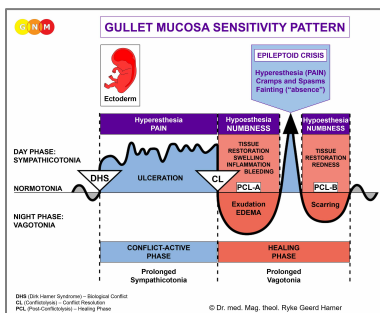 GNM
GULLET MUCOSA SENSITIVITY PATTERN
EPILEPTOID CRISIS
Hyperesthesia (PAIN)
Cramps and Spasms
Fainting ("absence")
Ectoderm
Hyperesthesia
PAIN
Hypoesthesia
NUMBNESS
Hypoesthesia
NUMBNESS
DAY PHASE:
SYMPATHICOTONIA
TISSUE
RESTORATION
SWELLING
INFLAMMATION
BLEEDING
TISSUE
RESTORATION
REDNESS
DHS
ULCERATION
CL
PCL-A
PCL-B
NORMOTONIA
NIGHT PHASE:
VAGOTONIA
Exudation
EDEMA
Scarring
CONFLICT-ACTIVE
PHASE
HEALING
PHASE
Prolonged
Sympathicotonia
Prolonged
Vagotonia
DHS (Dirk Hamer Syndrome) – Biological Conflict
CL (Conflictolysis) – Conflict Resolution
PCL (Post-Conflictolysis) – Healing Phase
© Dr. med. Mag. theol. Ryke Geerd Hamer